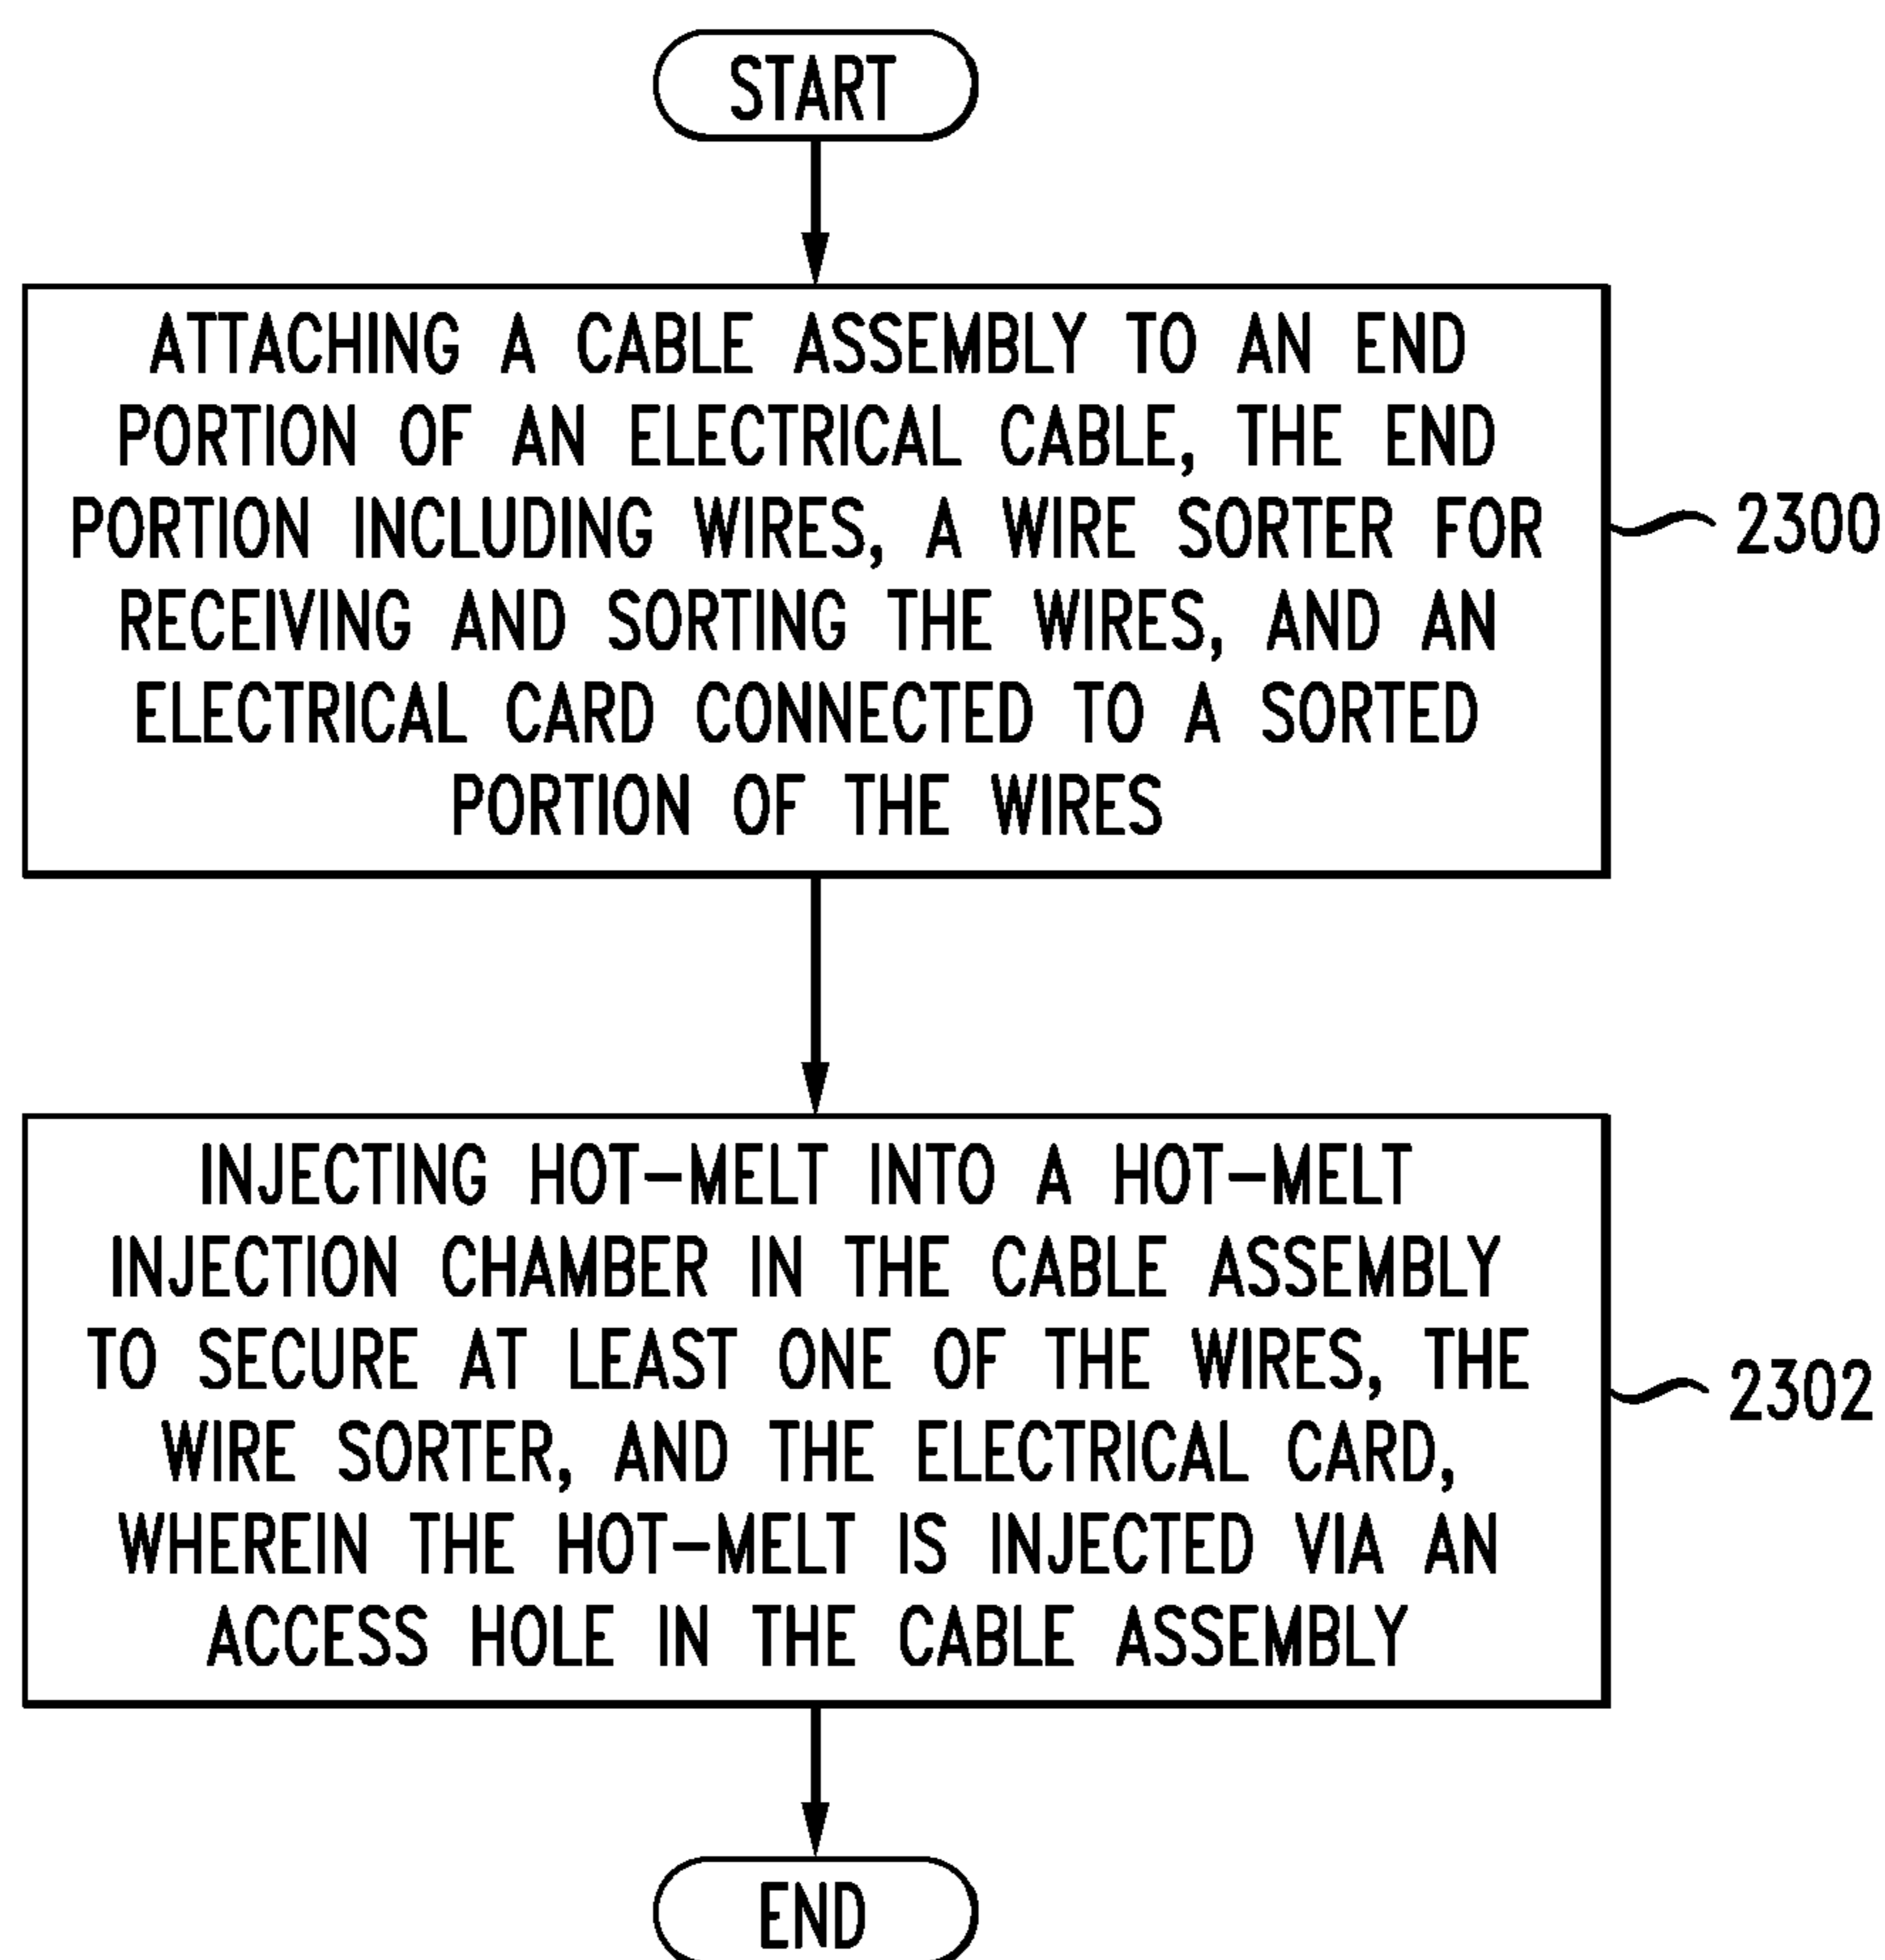 START
ATTACHING A CABLE ASSEMBLY TO AN END
PORTION OF AN ELECTRICAL CABLE, THE END
PORTION INCLUDING WIRES, A WIRE SORTER FOR
RECEIVING AND SORTING THE WIRES, AND AN
ELECTRICAL CARD CONNECTED TO A SORTED
PORTION OF THE WIRES
2300
INJECTING HOT-MELT INTO A HOT-MELT
INJECTION CHAMBER IN THE CABLE ASSEMBLY
TO SECURE AT LEAST ONE OF THE WIRES, THE
WIRE SORTER, AND THE ELECTRICAL CARD,
WHEREIN THE HOT-MELT IS INJECTED VIA AN
ACCESS HOLE IN THE CABLE ASSEMBLY
2302
END